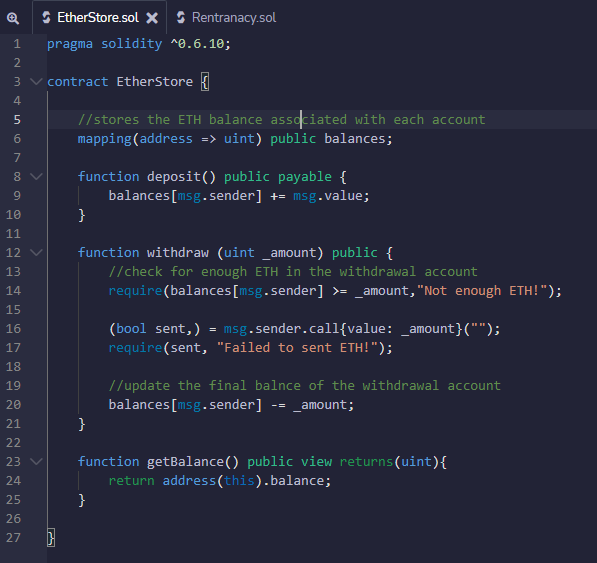 EtherStore.sol Rentranacy.sol
1 pragma solidity ^0.6.10;
2
3 contract EtherStore {
4
5 //stores the ETH balance associated with each account
6 mapping(address => uint) public balances;
7
8 function deposit() public payable {
9 balances[msg.sender] += msg.value;
10 }
11
12 function withdraw (uint _amount) public {
13 //check for enough ETH in the withdrawal account
14 require(balances[msg.sender] >= _amount,"Not enough ETH!");
15
16 (bool sent,) = msg.sender.call{value: _amount}("");
17 require(sent, "Failed to sent ETH!");
18
19 //update the final balnce of the withdrawal account
20 balances[msg.sender] -= _amount;
21 }
22
23 function getBalance() public view returns(uint){
24 return address(this).balance;
25 }
26
27 }